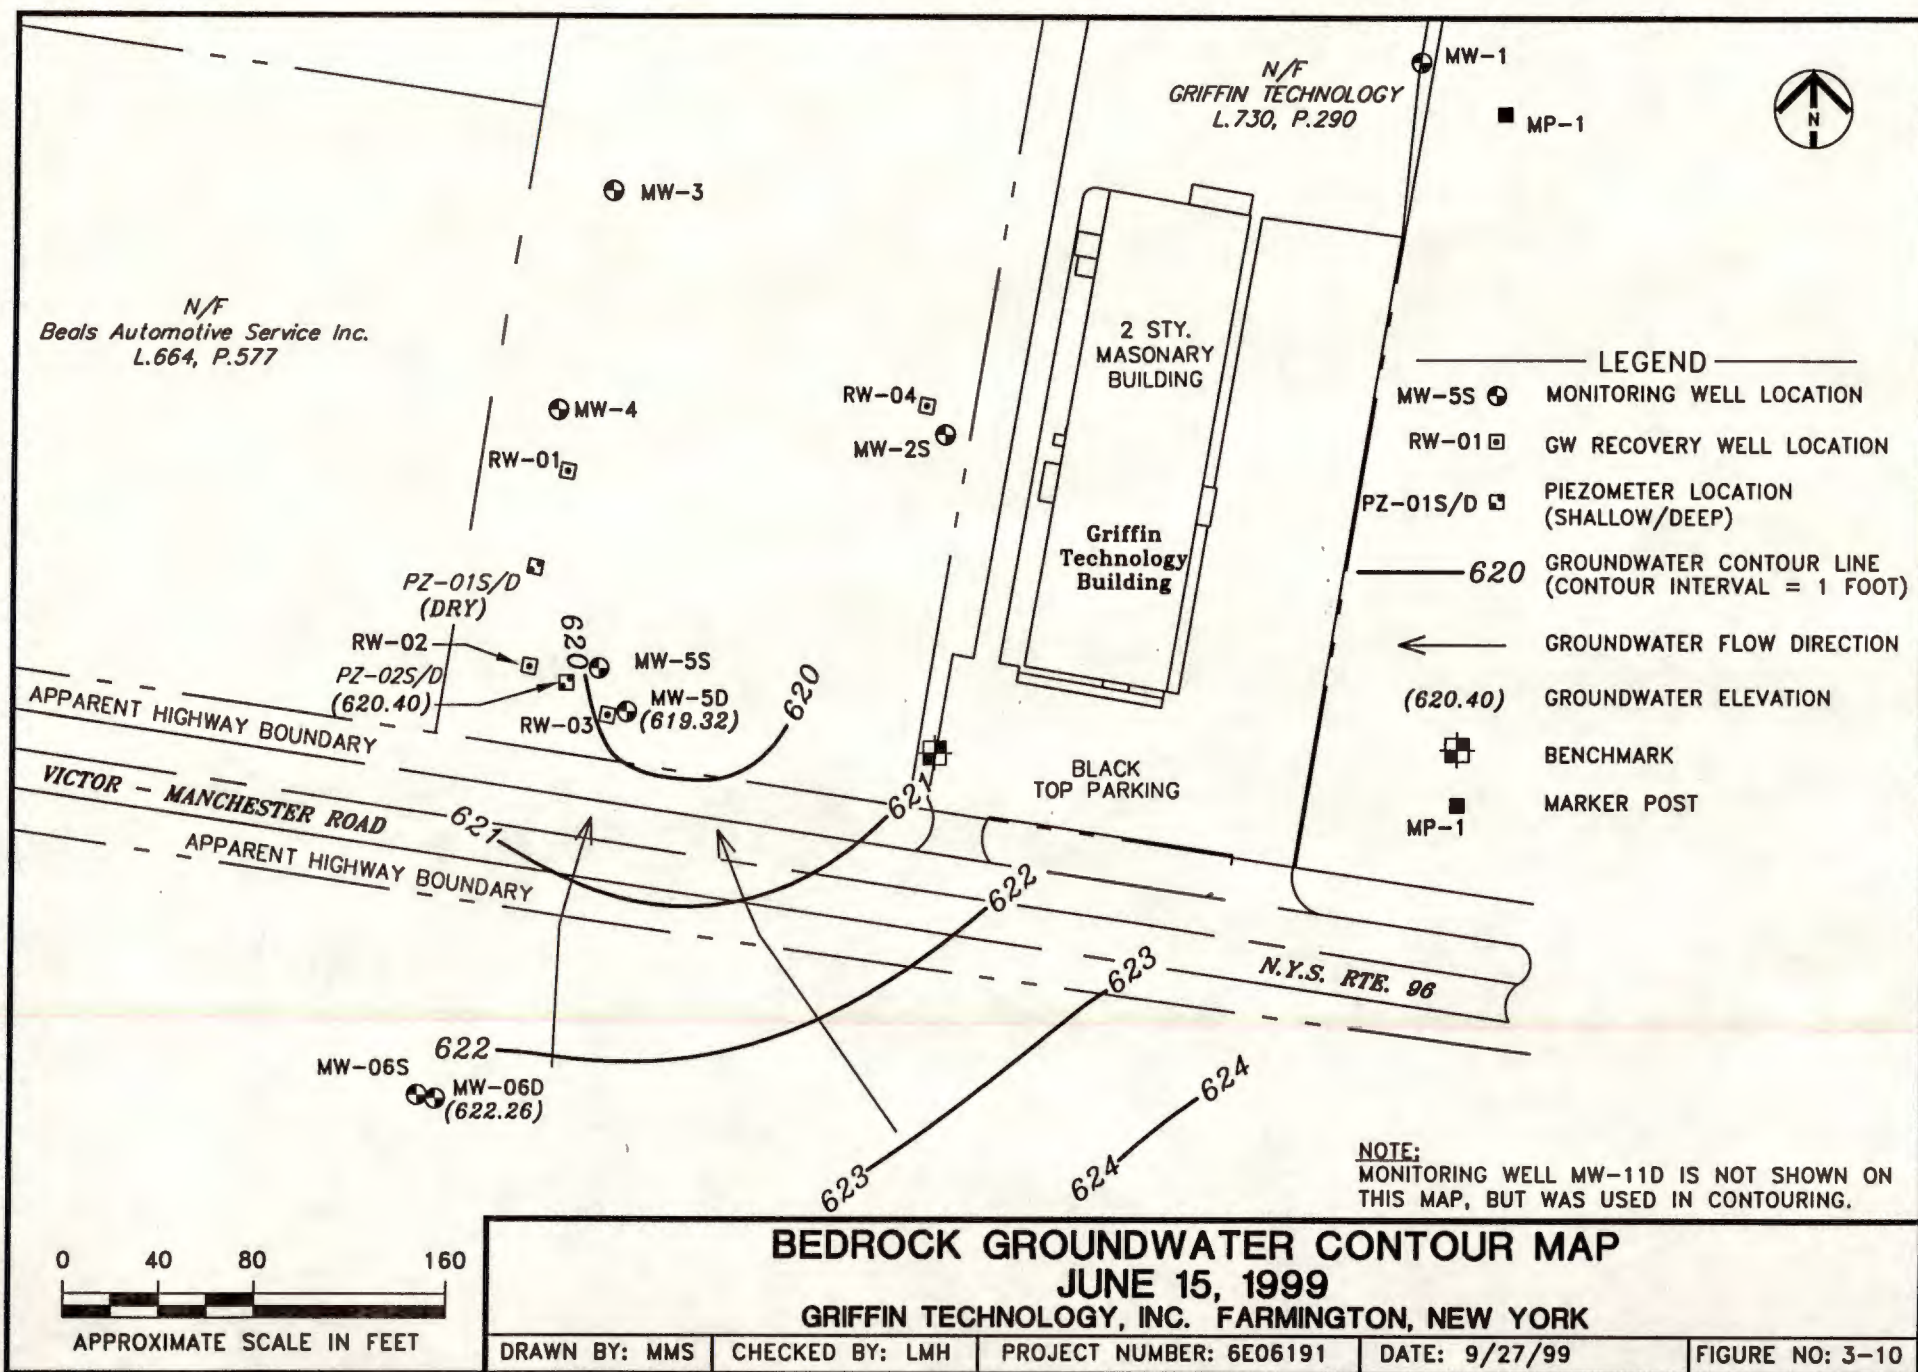 N/F
GRIFFIN TECHNOLOGY
L.730, P.290
MW-1
MP-1
N
MW-3
N/F
Beals Automotive Service Inc.
L.664, P.577
2 STY.
MASONARY
BUILDING
MW-4
RW-04
MW-2S
RW-01
Griffin
Technology
Building
PZ-01S/D
(DRY)
RW-02
PZ-02S/D
(620.40)
620
MW-5S
MW-5D
(619.32)
RW-03
620
LEGEND
MW-5S MONITORING WELL LOCATION
RW-01 GW RECOVERY WELL LOCATION
PZ-01S/D PIEZOMETER LOCATION
(SHALLOW/DEEP)
620 GROUNDWATER CONTOUR LINE
(CONTOUR INTERVAL = 1 FOOT)
GROUNDWATER FLOW DIRECTION
(620.40) GROUNDWATER ELEVATION
BENCHMARK
MP-1 MARKER POST
APPARENT HIGHWAY BOUNDARY
VICTOR - MANCHESTER ROAD
APPARENT HIGHWAY BOUNDARY
BLACK
TOP PARKING
621
621
622
623
N.Y.S. RTE. 96
622
MW-06S
MW-06D
(622.26)
624
623
624
NOTE:
MONITORING WELL MW-11D IS NOT SHOWN ON
THIS MAP, BUT WAS USED IN CONTOURING.
0 40 80 160
APPROXIMATE SCALE IN FEET
BEDROCK GROUNDWATER CONTOUR MAP
JUNE 15, 1999
GRIFFIN TECHNOLOGY, INC. FARMINGTON, NEW YORK
DRAWN BY: MMS
CHECKED BY: LMH
PROJECT NUMBER: 6E06191
DATE: 9/27/99
FIGURE NO: 3-10